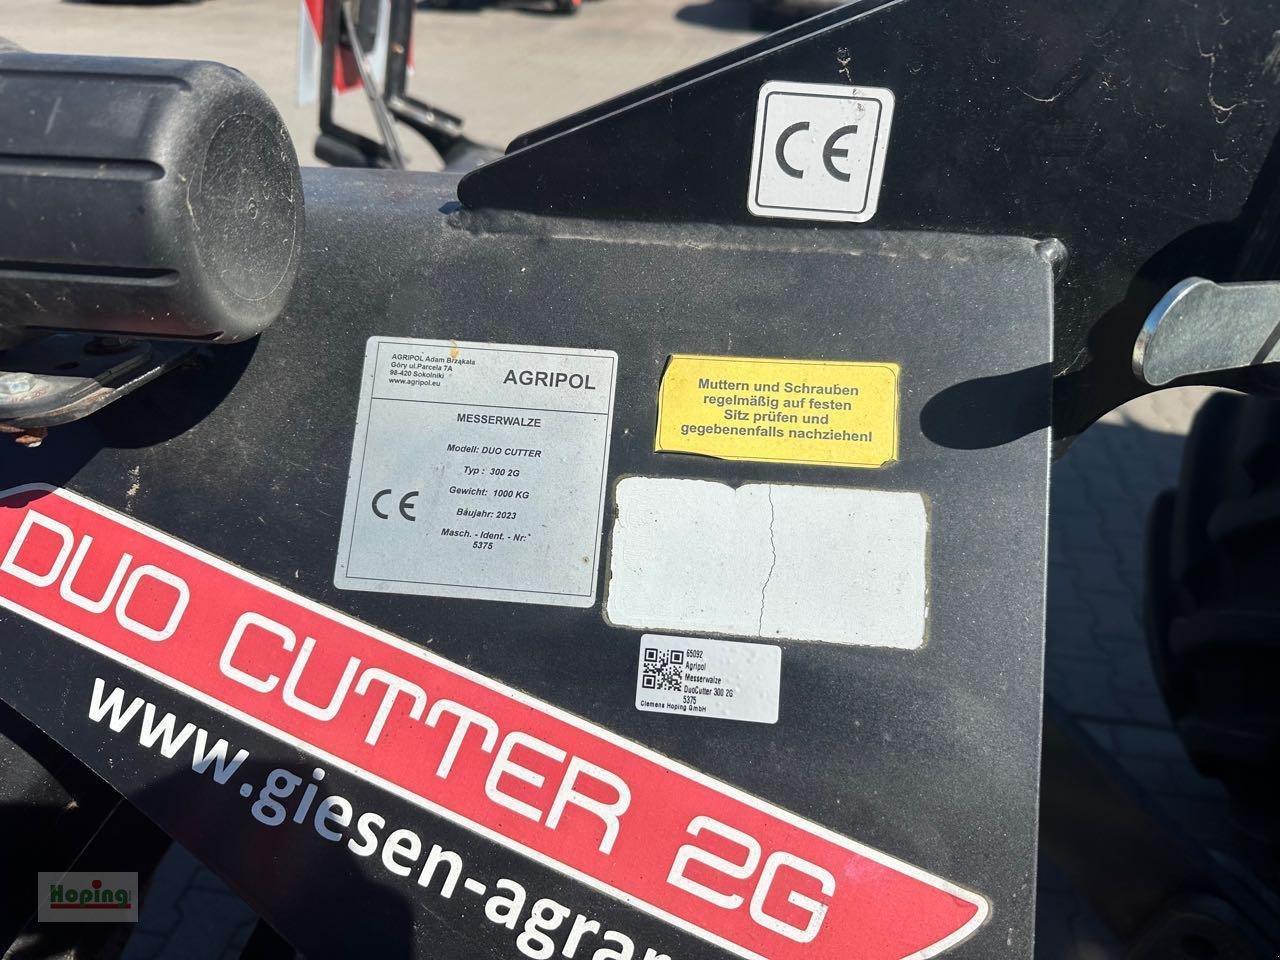 CE
AGRIPOL Adam Brząkała
Góry ul.Parcela 7A
98-420 Sokolniki
www.agripol.eu
AGRIPOL
MESSERWALZE
Modell: DUO CUTTER
Typ : 300 2G
Gewicht: 1000 KG
Baujahr: 2023
Masch. - Ident. - Nr:
5375
CE
Muttern und Schrauben
regelmäßig auf festen
Sitz prüfen und
gegebenenfalls nachziehen!
65092
Agripol
Messerwalze
DuoCutter 300 2G
5375
Clemens Hoping GmbH
DUO CUTTER 2G
www.giesen-agrar
Hoping